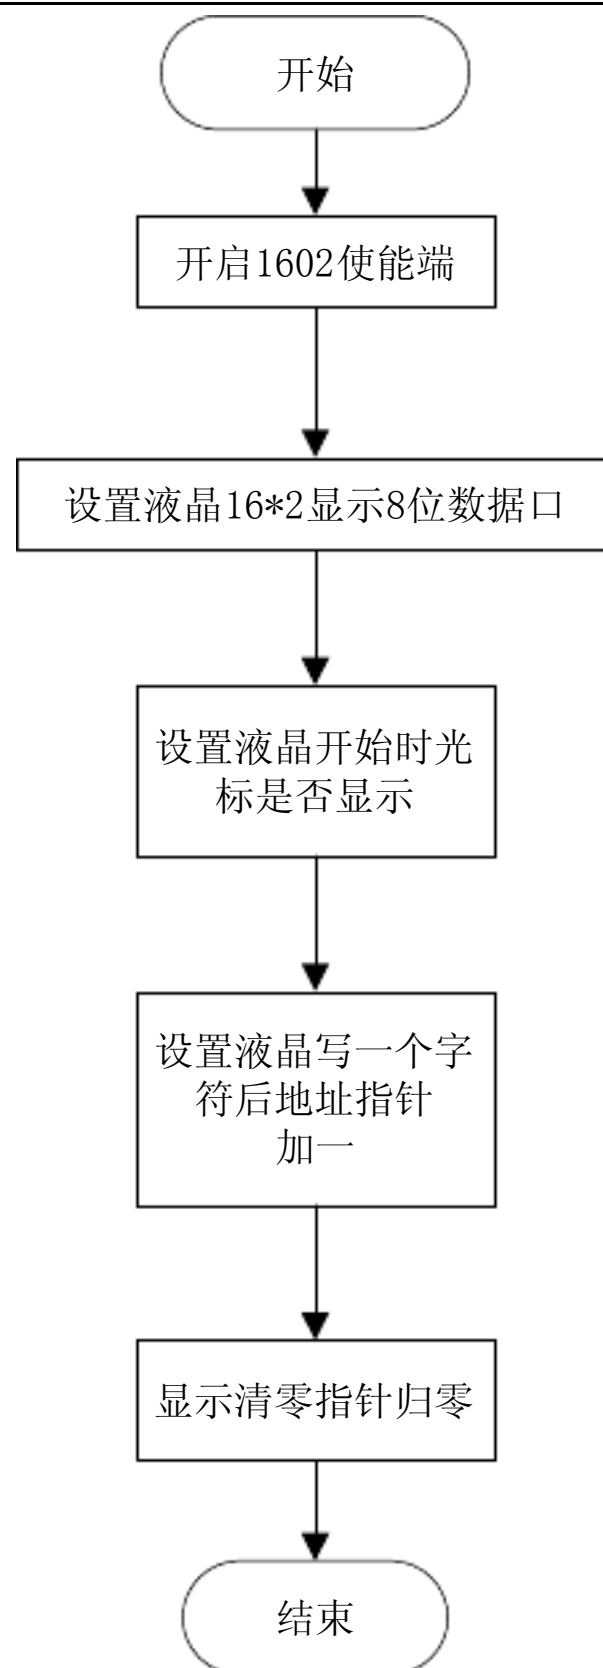 开始
开启1602使能端
设置液晶16*2显示8位数据口
设置液晶开始时光
标是否显示
设置液晶写一个字
符后地址指针
加一
显示清零指针归零
结束